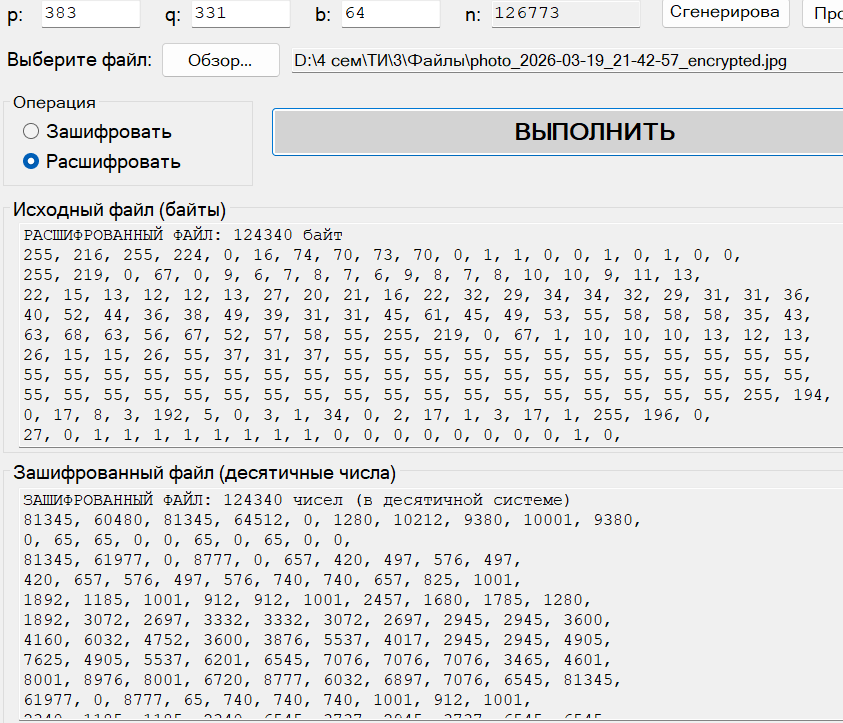 p: 383 q: 331 b: 64 n: 126773 Сгенерирова Про
Выберите файл: Обзор... D:\4 сем\ТИ\3\Файлы\photo_2026-03-19_21-42-57_encrypted.jpg
Операция
Зашифровать
Расшифровать
ВЫПОЛНИТЬ
Исходный файл (байты)
РАСШИФРОВАННЫЙ ФАЙЛ: 124340 байт
255, 216, 255, 224, 0, 16, 74, 70, 73, 70, 0, 1, 1, 0, 0, 1, 0, 1, 0, 0,
255, 219, 0, 67, 0, 9, 6, 7, 8, 7, 6, 9, 8, 7, 8, 10, 10, 9, 11, 13,
22, 15, 13, 12, 12, 13, 27, 20, 21, 16, 22, 32, 29, 34, 34, 32, 29, 31, 31, 36,
40, 52, 44, 36, 38, 49, 39, 31, 31, 45, 61, 45, 49, 53, 55, 58, 58, 58, 35, 43,
63, 68, 63, 56, 67, 52, 57, 58, 55, 255, 219, 0, 67, 1, 10, 10, 10, 13, 12, 13,
26, 15, 15, 26, 55, 37, 31, 37, 55, 55, 55, 55, 55, 55, 55, 55, 55, 55, 55, 55,
55, 55, 55, 55, 55, 55, 55, 55, 55, 55, 55, 55, 55, 55, 55, 55, 55, 55, 55, 55,
55, 55, 55, 55, 55, 55, 55, 55, 55, 55, 55, 55, 55, 55, 55, 55, 55, 55, 255, 194,
0, 17, 8, 3, 192, 5, 0, 3, 1, 34, 0, 2, 17, 1, 3, 17, 1, 255, 196, 0,
27, 0, 1, 1, 1, 1, 1, 1, 1, 1, 0, 0, 0, 0, 0, 0, 0, 0, 1, 0,
Зашифрованный файл (десятичные числа)
ЗАШИФРОВАННЫЙ ФАЙЛ: 124340 чисел (в десятичной системе)
81345, 60480, 81345, 64512, 0, 1280, 10212, 9380, 10001, 9380,
0, 65, 65, 0, 0, 65, 0, 65, 0, 0,
81345, 61977, 0, 8777, 0, 657, 420, 497, 576, 497,
420, 657, 576, 497, 576, 740, 740, 657, 825, 1001,
1892, 1185, 1001, 912, 912, 1001, 2457, 1680, 1785, 1280,
1892, 3072, 2697, 3332, 3332, 3072, 2697, 2945, 2945, 3600,
4160, 6032, 4752, 3600, 3876, 5537, 4017, 2945, 2945, 4905,
7625, 4905, 5537, 6201, 6545, 7076, 7076, 7076, 3465, 4601,
8001, 8976, 8001, 6720, 8777, 6032, 6897, 7076, 6545, 81345,
61977, 0, 8777, 65, 740, 740, 740, 1001, 912, 1001,
2340, 1185, 1185, 2340, 6545, 3737, 2945, 3737, 6545, 6545,